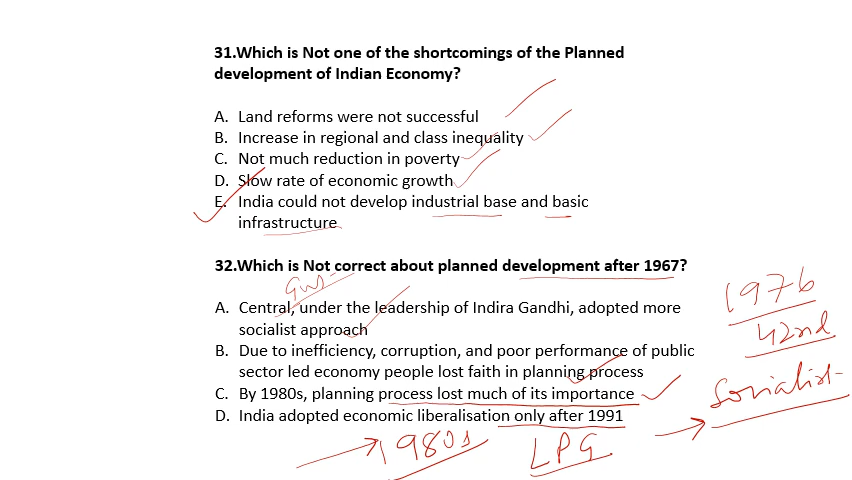 31.Which is Not one of the shortcomings of the Planned
development of Indian Economy?
A. Land reforms were not successful
B. Increase in regional and class inequality
C. Not much reduction in poverty
D. Slow rate of economic growth
E. India could not develop industrial base and basic
infrastructure
32.Which is Not correct about planned development after 1967?
Govt
A. Central, under the leadership of Indira Gandhi, adopted more
socialist approach
B. Due to inefficiency, corruption, and poor performance of public
sector led economy people lost faith in planning process
C. By 1980s, planning process lost much of its importance
D. India adopted economic liberalisation only after 1991
1980s
LPG
1976
42nd
Socialist